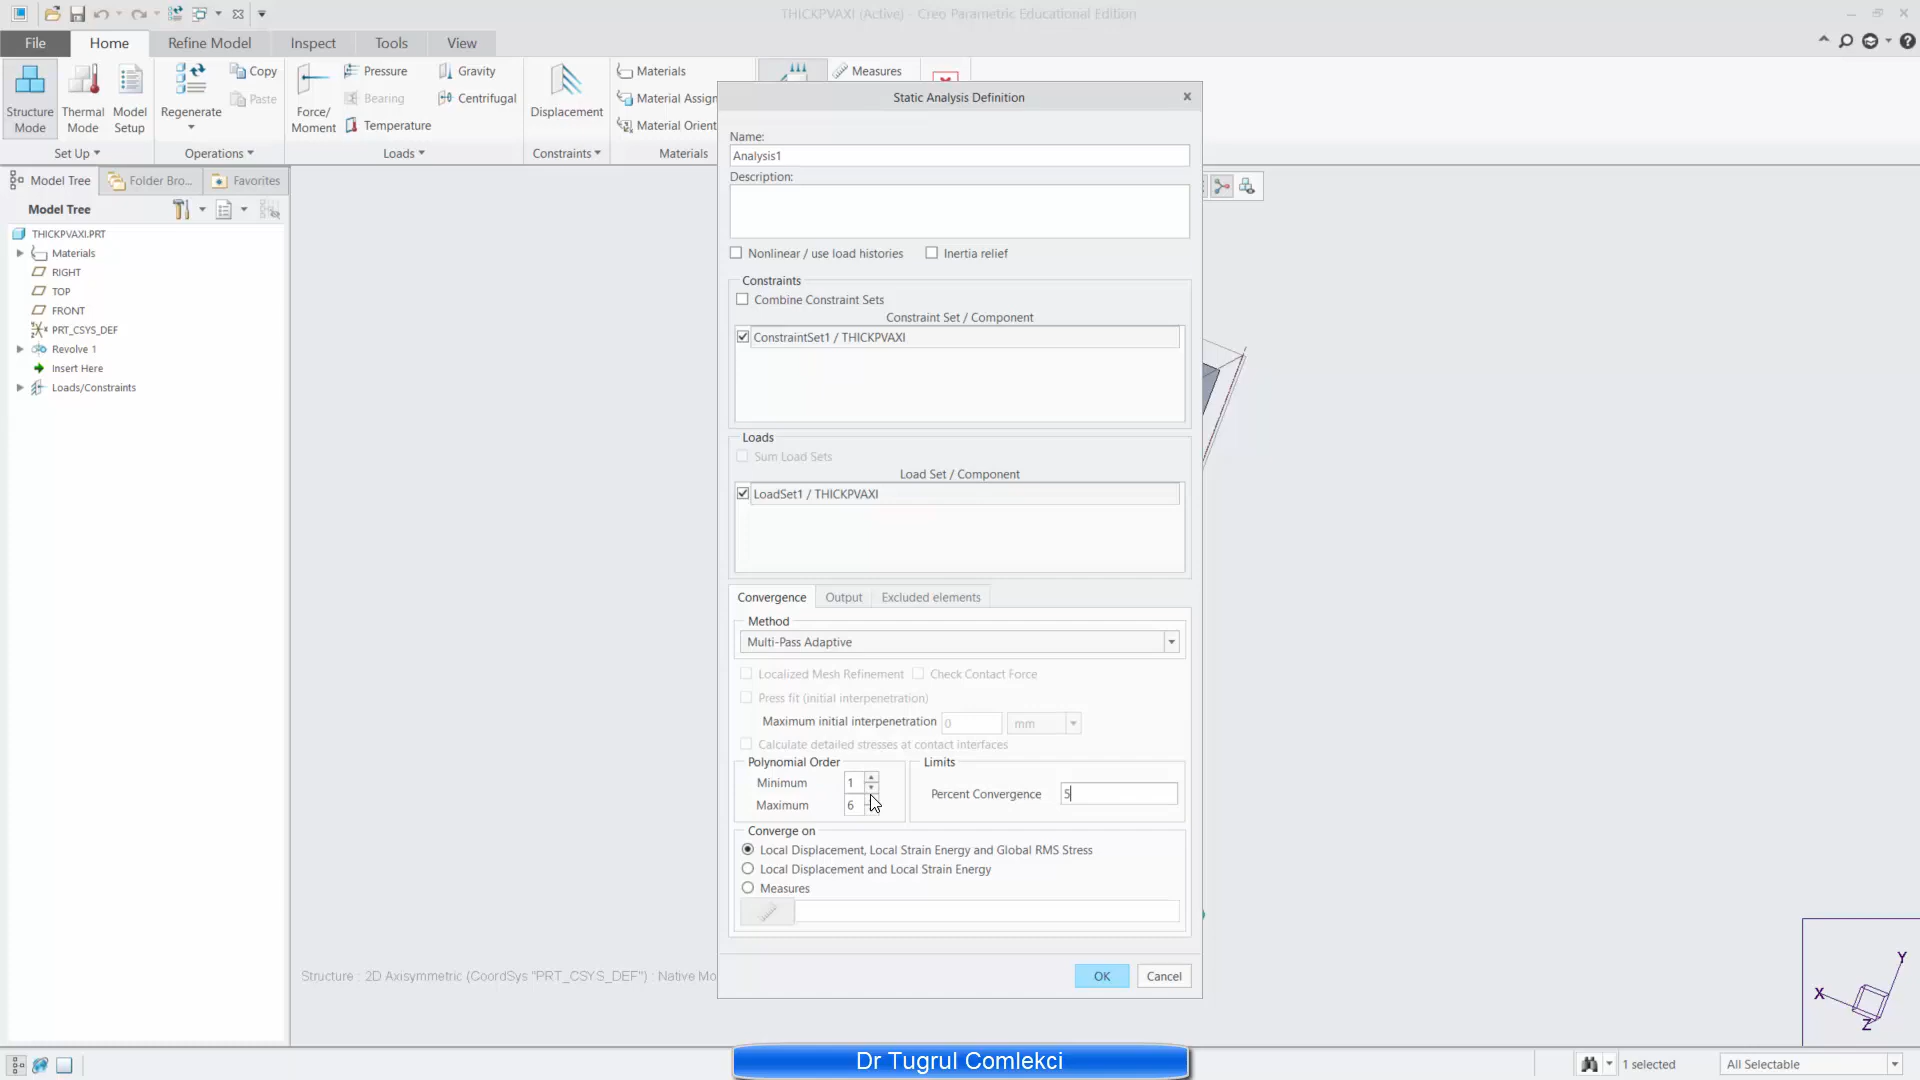 THICKPVAXI (Active) - Creo Parametric Educational Edition
File Home Refine Model Inspect Tools View
Structure Mode
Thermal Mode
Model Setup
Set Up
Regenerate
Copy
Paste
Operations
Force/ Moment
Pressure
Bearing
Temperature
Gravity
Centrifugal
Loads
Displacement
Constraints
Materials
Material Assign
Material Orient
Materials
Measures
Model Tree Folder Bro... Favorites
Model Tree
THICKPVAXI.PRT
Materials
RIGHT
TOP
FRONT
PRT_CSYS_DEF
Revolve 1
Insert Here
Loads/Constraints
Static Analysis Definition
Name:
Analysis1
Description:
Nonlinear / use load histories Inertia relief
Constraints
Combine Constraint Sets
Constraint Set / Component
ConstraintSet1 / THICKPVAXI
Loads
Sum Load Sets
Load Set / Component
LoadSet1 / THICKPVAXI
Convergence Output Excluded elements
Method
Multi-Pass Adaptive
Localized Mesh Refinement Check Contact Force
Press fit (initial interpenetration)
Maximum initial interpenetration 0 mm
Calculate detailed stresses at contact interfaces
Polynomial Order
Minimum 1
Maximum 6
Limits
Percent Convergence 5
Converge on
Local Displacement, Local Strain Energy and Global RMS Stress
Local Displacement and Local Strain Energy
Measures
OK Cancel
Structure : 2D Axisymmetric (CoordSys "PRT_CSYS_DEF") : Native Mo
X Y Z
Dr Tugrul Comlekci
1 selected
All Selectable